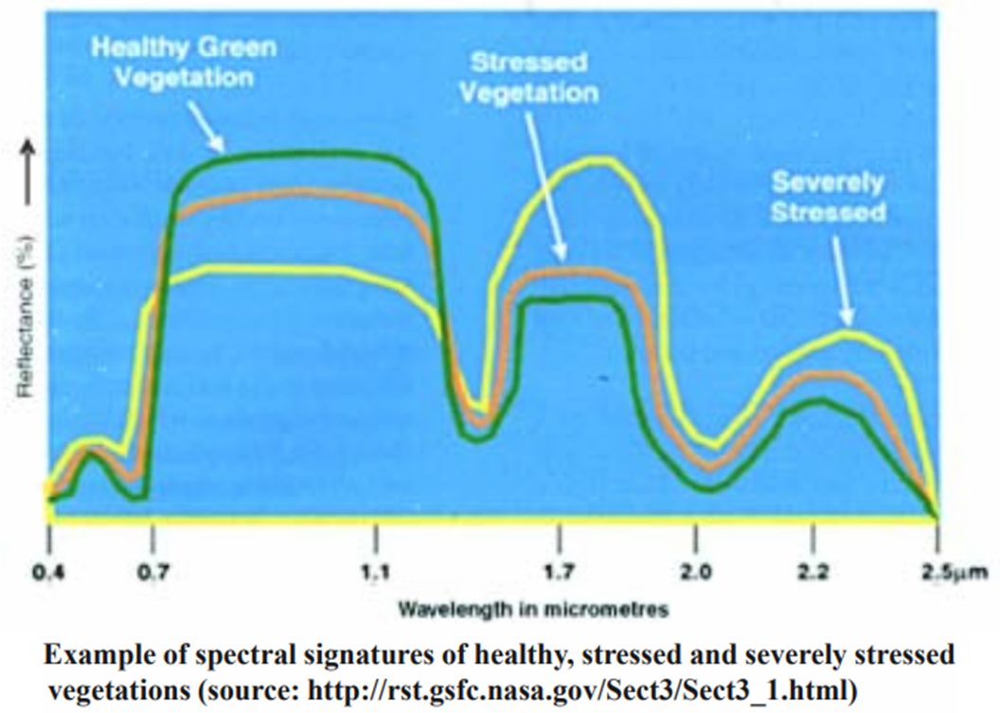 Healthy Green
Vegetation
Stressed
Vegetation
Severely
Stressed
Reflectance (%)
0.4 0.7 1.1 1.7 2.0 2.2 2.5µm
Wavelength in micrometres
Example of spectral signatures of healthy, stressed and severely stressed
vegetations (source: http://rst.gsfc.nasa.gov/Sect3/Sect3_1.html)